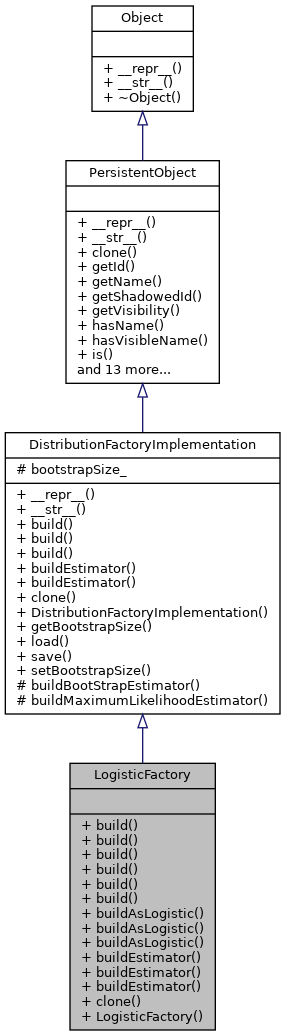 Object
+ __repr__()
+ __str__()
+ ~Object()
PersistentObject
+ __repr__()
+ __str__()
+ clone()
+ getId()
+ getName()
+ getShadowedId()
+ getVisibility()
+ hasName()
+ hasVisibleName()
+ is()
and 13 more...
DistributionFactoryImplementation
# bootstrapSize_
+ __repr__()
+ __str__()
+ build()
+ build()
+ build()
+ buildEstimator()
+ buildEstimator()
+ clone()
+ DistributionFactoryImplementation()
+ getBootstrapSize()
+ load()
+ save()
+ setBootstrapSize()
# buildBootStrapEstimator()
# buildMaximumLikelihoodEstimator()
LogisticFactory
+ build()
+ build()
+ build()
+ build()
+ build()
+ build()
+ buildAsLogistic()
+ buildAsLogistic()
+ buildAsLogistic()
+ buildEstimator()
+ buildEstimator()
+ buildEstimator()
+ clone()
+ LogisticFactory()